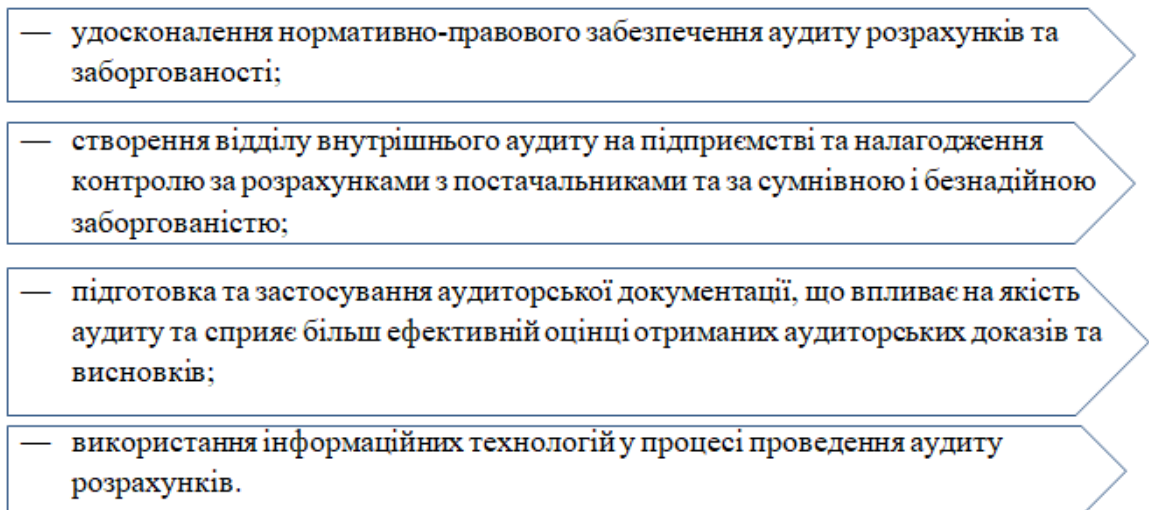 — удосконалення нормативно-правового забезпечення аудиту розрахунків та
заборгованості;
— створення відділу внутрішнього аудиту на підприємстві та налагодження
контролю за розрахунками з постачальниками та за сумнівною і безнадійною
заборгованістю;
— підготовка та застосування аудиторської документації, що впливає на якість
аудиту та сприяє більш ефективній оцінці отриманих аудиторських доказів та
висновків;
— використання інформаційних технологій у процесі проведення аудиту
розрахунків.